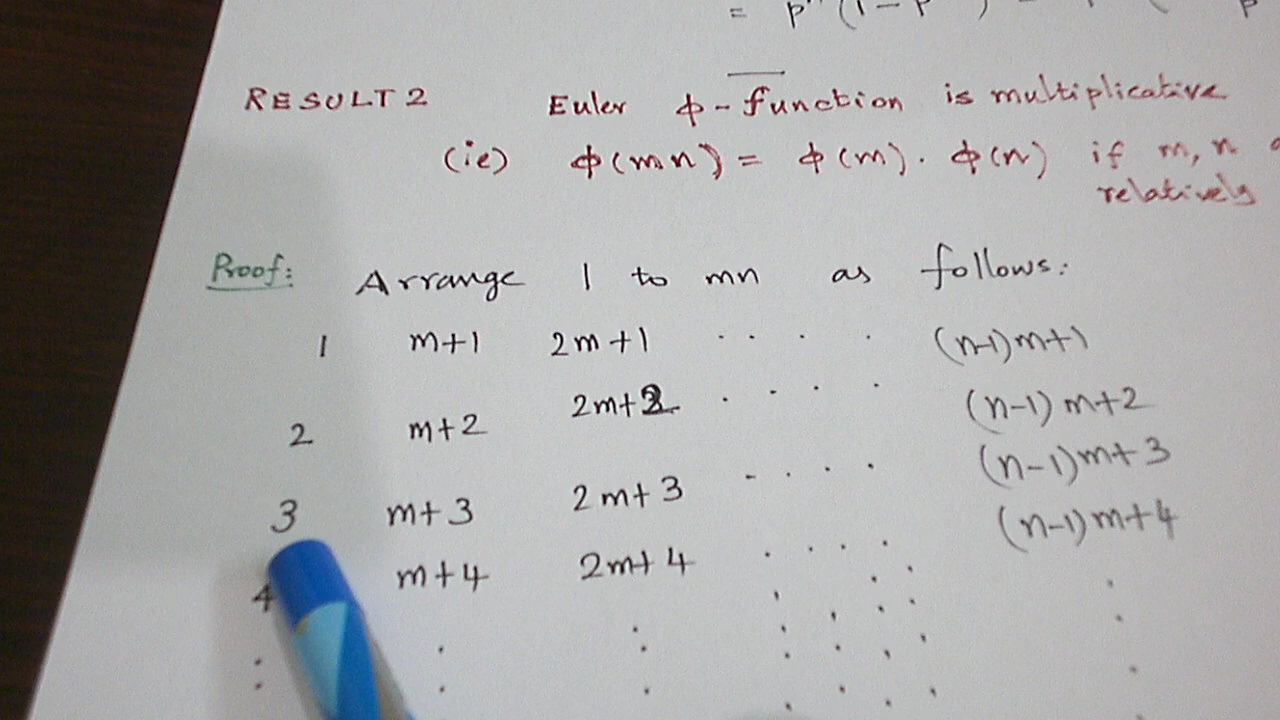 = p (1 - p
RESULT 2 Euler ϕ - function is multiplicative
(ie) ϕ(mn) = ϕ(m) . ϕ(n) if m, n
relatively
Proof: Arrange 1 to mn as follows:
1 m+1 2m+1 . . . . (n-1)m+1
2 m+2 2m+2 . . . . (n-1)m+2
3 m+3 2m+3 . . . . (n-1)m+3
4 m+4 2m+4 . . . . (n-1)m+4